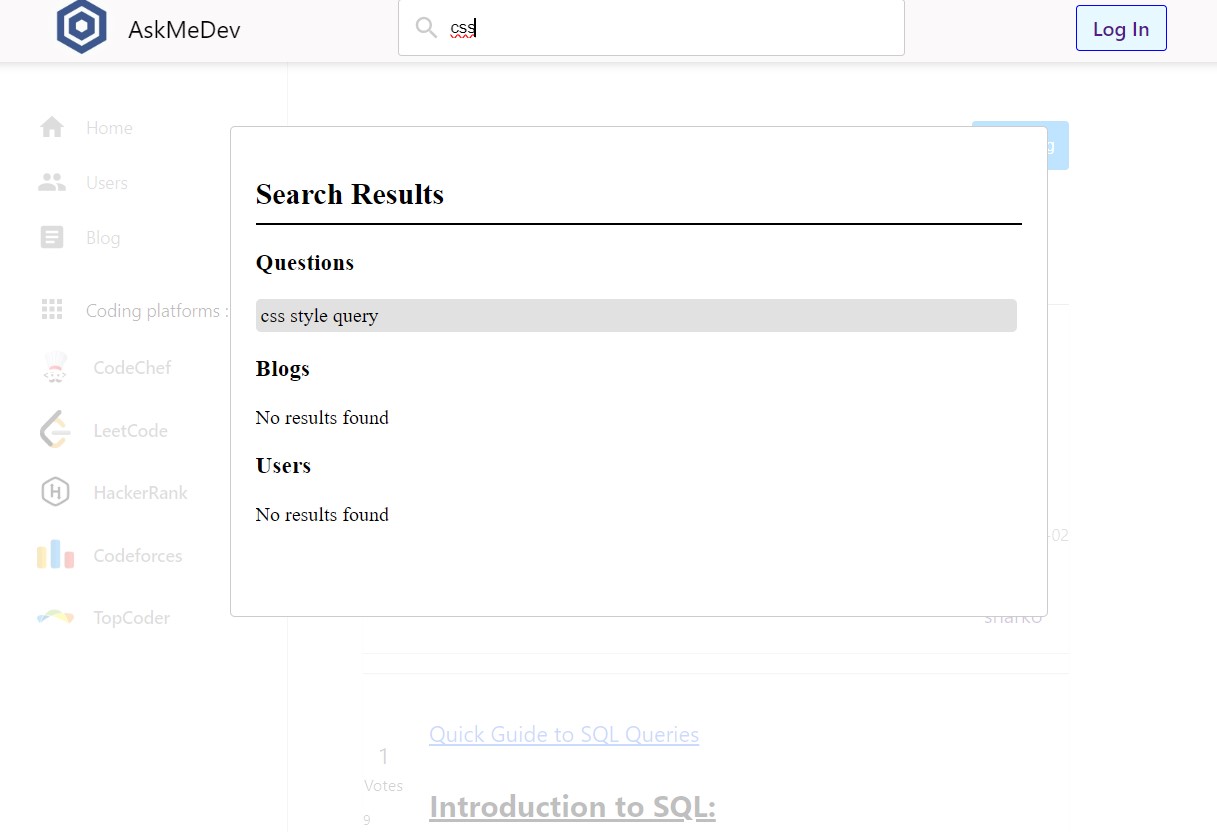 AskMeDev
css
Log In
Home
Users
Blog
Coding platforms :
CodeChef
LeetCode
HackerRank
Codeforces
TopCoder
Search Results
Questions
css style query
Blogs
No results found
Users
No results found
-02
Quick Guide to SQL Queries
1
Votes
Introduction to SQL:
9